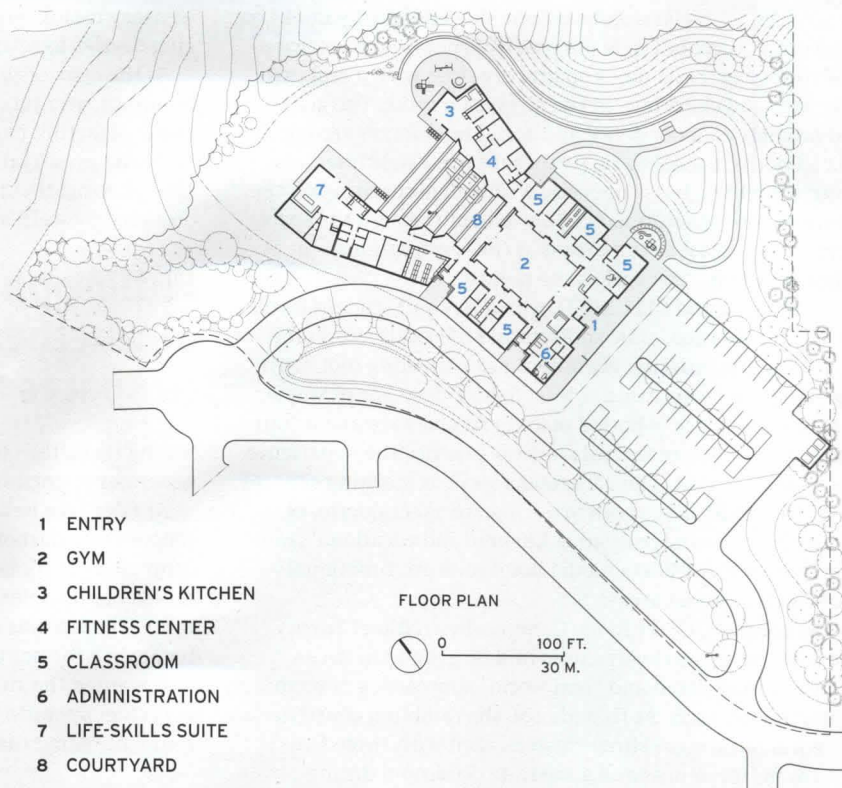 3
4
7
5
8
5
2
5
5
1
5
6
1 ENTRY
2 GYM
3 CHILDREN'S KITCHEN
4 FITNESS CENTER
5 CLASSROOM
6 ADMINISTRATION
7 LIFE-SKILLS SUITE
8 COURTYARD
FLOOR PLAN
0 100 FT.
30 M.